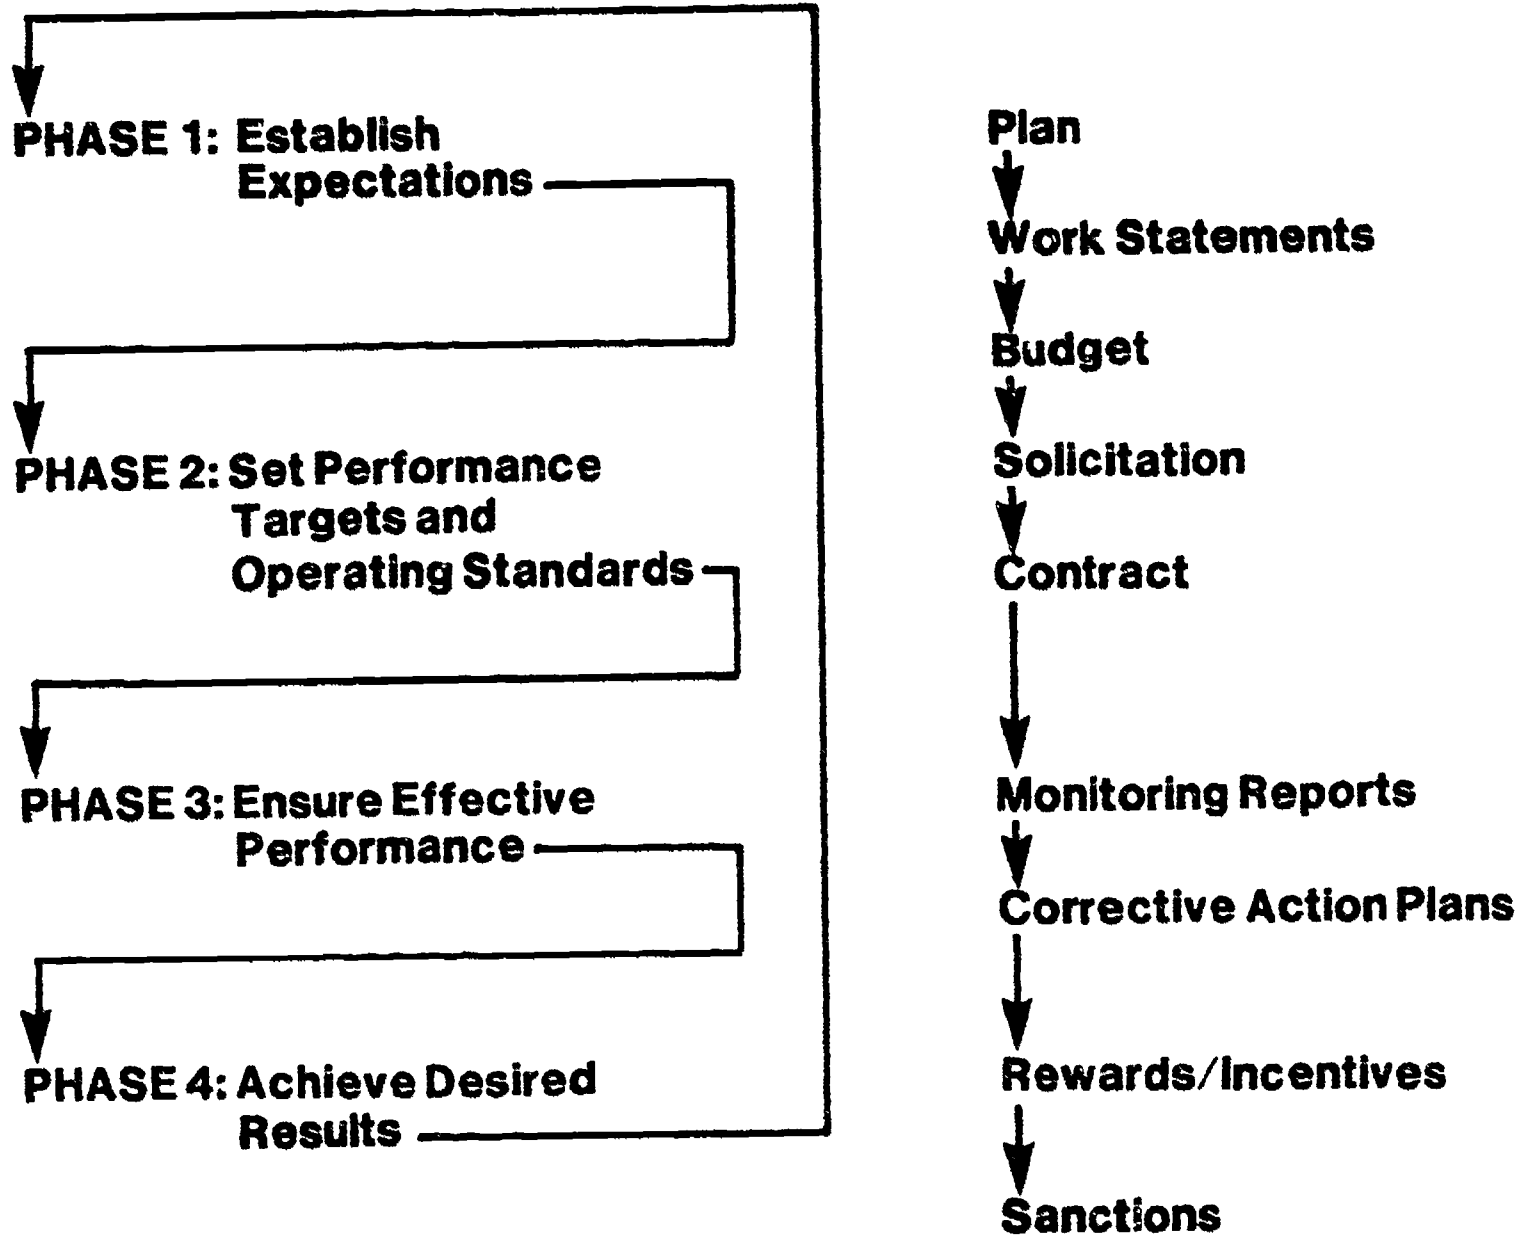 PHASE 1: Establish
Expectations
PHASE 2: Set Performance
Targets and
Operating Standards
PHASE 3: Ensure Effective
Performance
PHASE 4: Achieve Desired
Results
Plan
Work Statements
Budget
Solicitation
Contract
Monitoring Reports
Corrective Action Plans
Rewards/Incentives
Sanctions